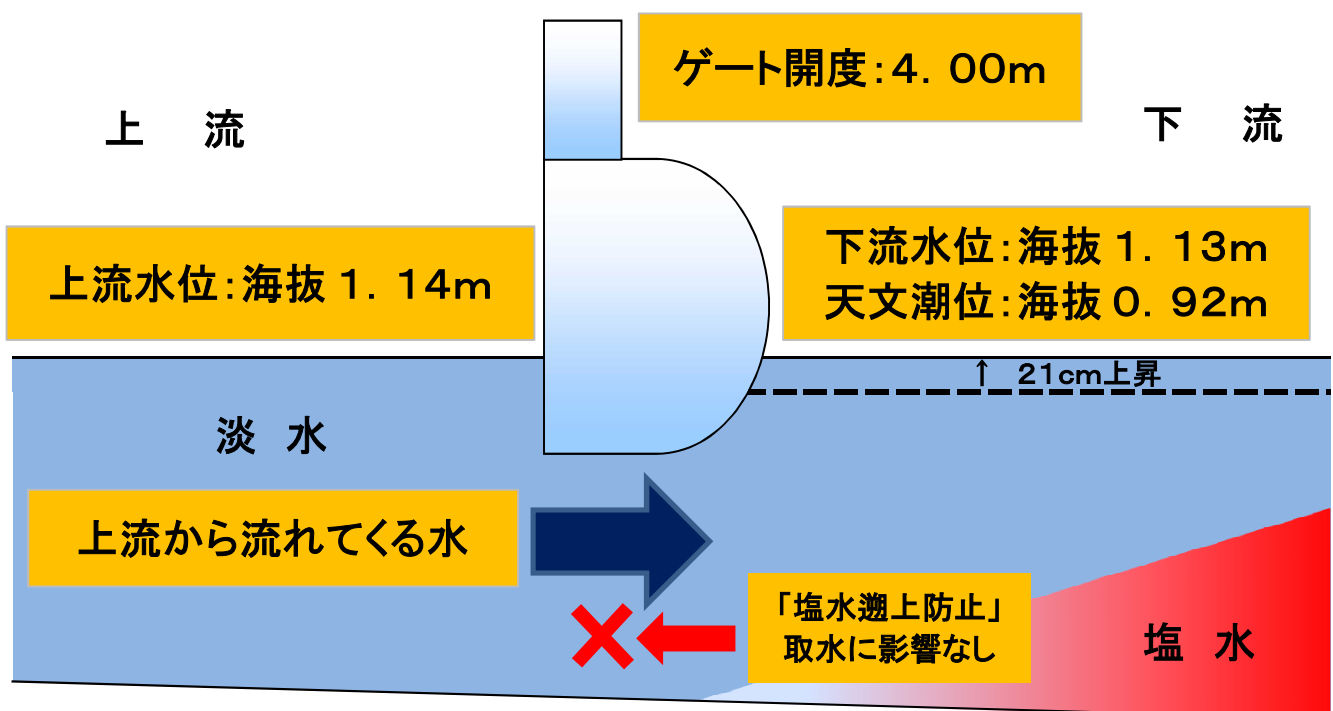 ゲート開度：４．００ｍ
上　流
下　流
上流水位：海抜１．１４ｍ
下流水位：海抜１．１３ｍ
天文潮位：海抜０．９２ｍ
↑　２１ｃｍ上昇
淡　水
上流から流れてくる水
「塩水遡上防止」
取水に影響なし
塩　水